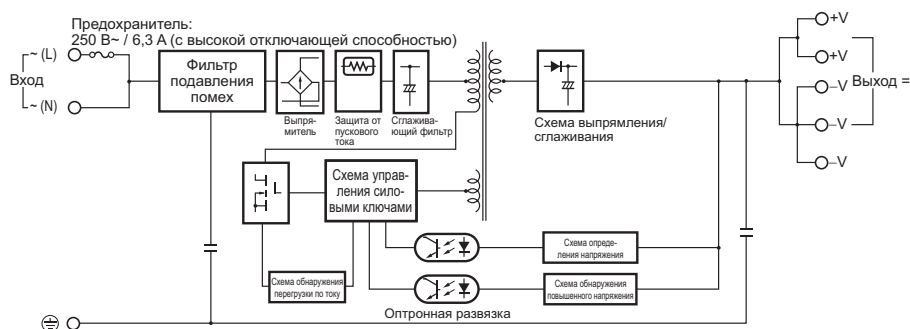 Предохранитель:
250 В~ / 6,3 А (с высокой отключающей способностью)
~ (L)
Вход
~ (N)
Фильтр
подавления
помех
Выпря-
митель
Защита от
пускового
тока
Сглажива-
ющий фильтр
Схема выпрямления/
сглаживания
+V
+V
Выход =
–V
–V
–V
Схема управ-
ления сило-
выми ключами
Схема опреде-
ления напряжения
Схема обнаружения
перегрузки по току
Схема обнаружения
повышенного напряжения
Оптронная развязка